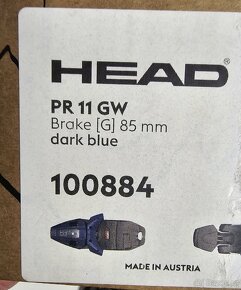 HEAD
PR 11 GW
Brake [G] 85 mm
dark blue
100884
MADE IN AUSTRIA